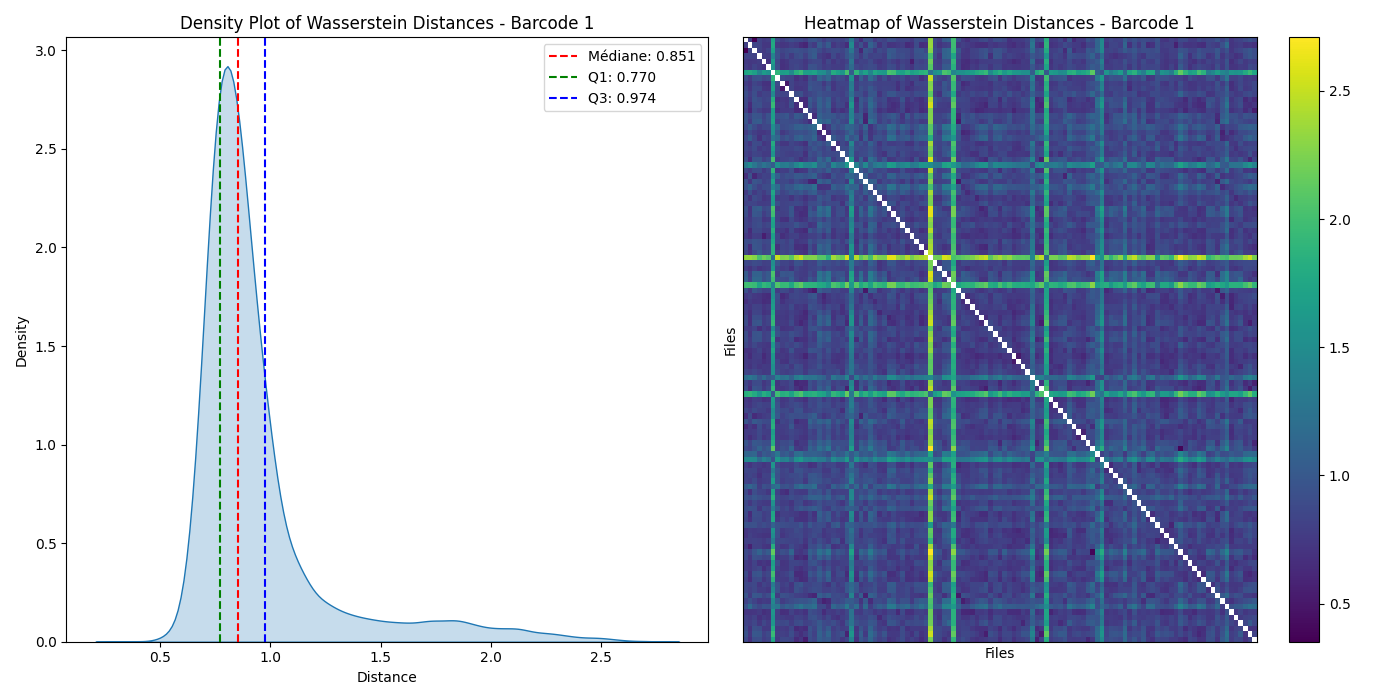 Density Plot of Wasserstein Distances - Barcode 1
3.0
2.5
2.0
1.5
1.0
0.5
0.0
Density
0.5 1.0 1.5 2.0 2.5
Distance
Médiane: 0.851
Q1: 0.770
Q3: 0.974
Heatmap of Wasserstein Distances - Barcode 1
Files
Files
2.5
2.0
1.5
1.0
0.5